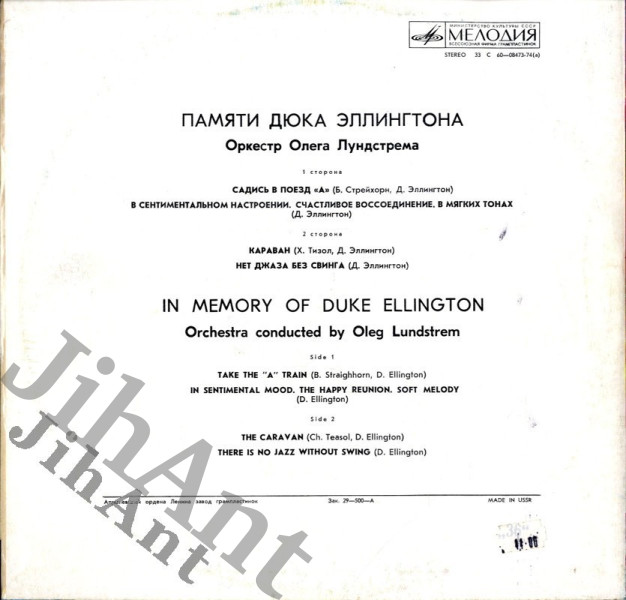 МИНИСТЕРСТВО КУЛЬТУРЫ СССР
МЕЛОДИЯ
ВСЕСОЮЗНАЯ ФИРМА ГРАМПЛАСТИНОК
STEREO 33 С 60—08473-74(а)
ПАМЯТИ ДЮКА ЭЛЛИНГТОНА
Оркестр Олега Лундстрема
1 сторона
САДИСЬ В ПОЕЗД «А» (Б. Стрейхорн, Д. Эллингтон)
В СЕНТИМЕНТАЛЬНОМ НАСТРОЕНИИ. СЧАСТЛИВОЕ ВОССОЕДИНЕНИЕ. В МЯГКИХ ТОНАХ
(Д. Эллингтон)
2 сторона
КАРАВАН (Х. Тизол, Д. Эллингтон)
НЕТ ДЖАЗА БЕЗ СВИНГА (Д. Эллингтон)
IN MEMORY OF DUKE ELLINGTON
Orchestra conducted by Oleg Lundstrem
Side 1
TAKE THE "A" TRAIN (B. Straighhorn, D. Ellington)
IN SENTIMENTAL MOOD. THE HAPPY REUNION. SOFT MELODY
(D. Ellington)
Side 2
THE CARAVAN (Ch. Teasol, D. Ellington)
THERE IS NO JAZZ WITHOUT SWING (D. Ellington)
ордена Ленина завод грампластинок
Зак. 29—500—А
MADE IN USSR
JihAnt
JihAnt